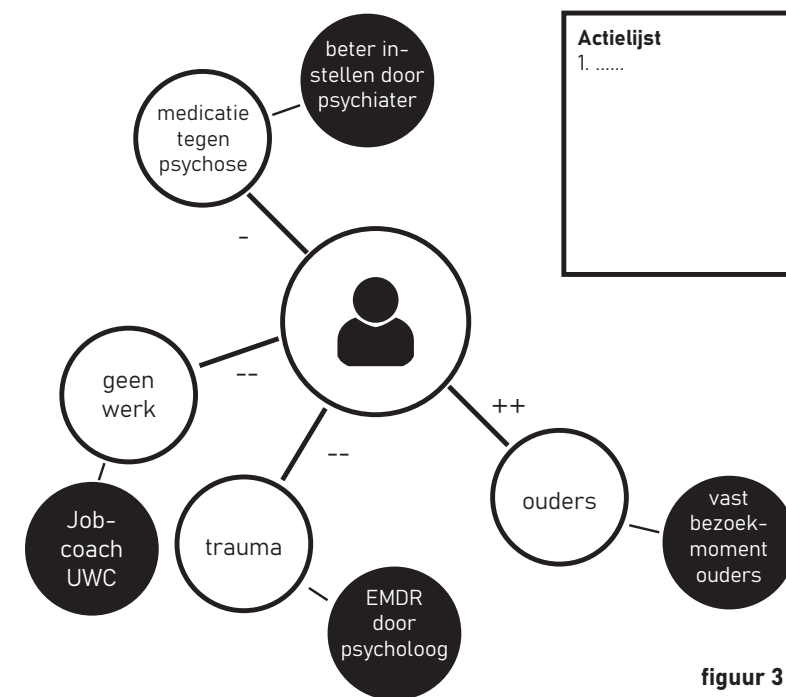 beter in-
stellen door
psychiater
Actielijst
1. ......
medicatie
tegen
psychose
-
geen
werk
--
++
--
ouders
vast
bezoek-
moment
ouders
Job-
coach
UWC
trauma
EMDR
door
psycholoog
figuur 3